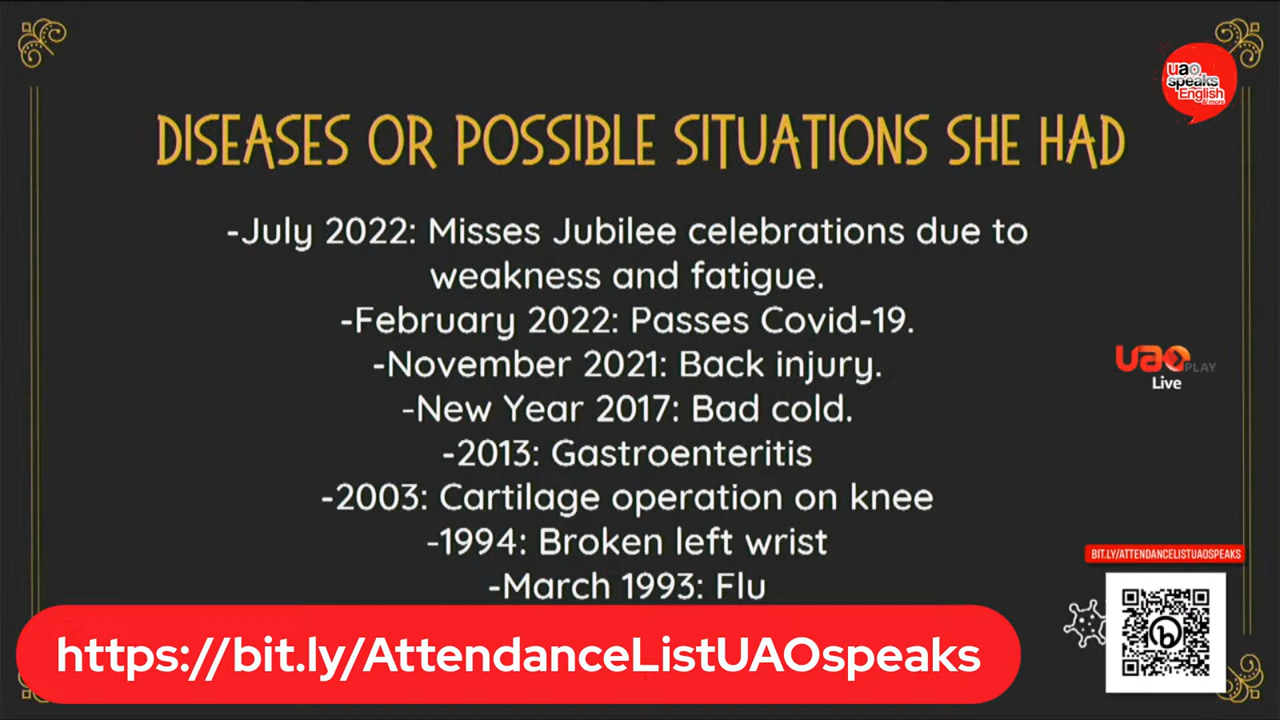 uao
speaks
English
DISEASES OR POSSIBLE SITUATIONS SHE HAD
-July 2022: Misses Jubilee celebrations due to
weakness and fatigue.
-February 2022: Passes Covid-19.
-November 2021: Back injury.
-New Year 2017: Bad cold.
-2013: Gastroenteritis
-2003: Cartilage operation on knee
-1994: Broken left wrist
-March 1993: Flu
uao PLAY
Live
BIT.LY/ATTENDANCELISTUAOSPEAKS
https://bit.ly/AttendanceListUAOspeaks
b